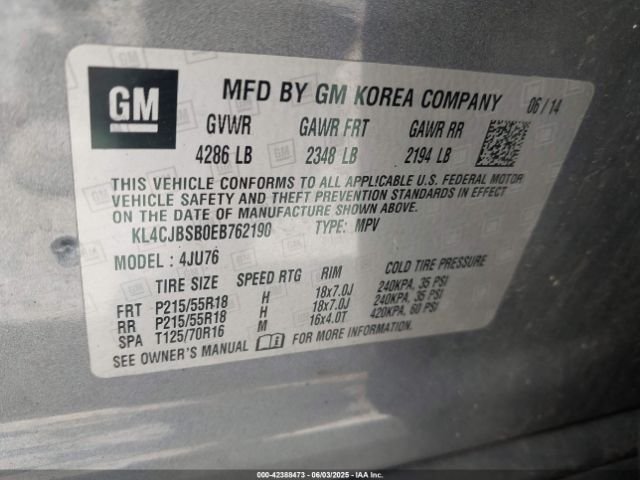 GM
MFD BY GM KOREA COMPANY 06/14
GVWR GAWR FRT GAWR RR
4286 LB 2348 LB 2194 LB
THIS VEHICLE CONFORMS TO ALL APPLICABLE U.S. FEDERAL MOTOR
VEHICLE SAFETY AND THEFT PREVENTION STANDARDS IN EFFECT
ON THE DATE OF MANUFACTURE SHOWN ABOVE.
KL4CJBSB0EB762190 TYPE: MPV
MODEL: 4JU76
TIRE SIZE SPEED RTG RIM COLD TIRE PRESSURE
FRT P215/55R18 H 18x7.0J 240KPA, 35 PSI
RR P215/55R18 H 18x7.0J 240KPA, 35 PSI
SPA T125/70R16 M 16x4.0T 420KPA, 60 PSI
SEE OWNER'S MANUAL FOR MORE INFORMATION.
000-42388473 - 06/03/2025 - IAA Inc.